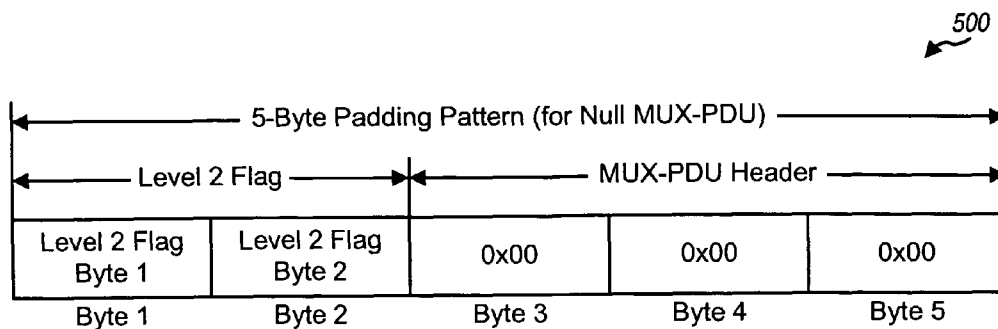 500
5-Byte Padding Pattern (for Null MUX-PDU)
Level 2 Flag
MUX-PDU Header
Level 2 Flag
Byte 1
Level 2 Flag
Byte 2
0x00
0x00
0x00
Byte 1
Byte 2
Byte 3
Byte 4
Byte 5